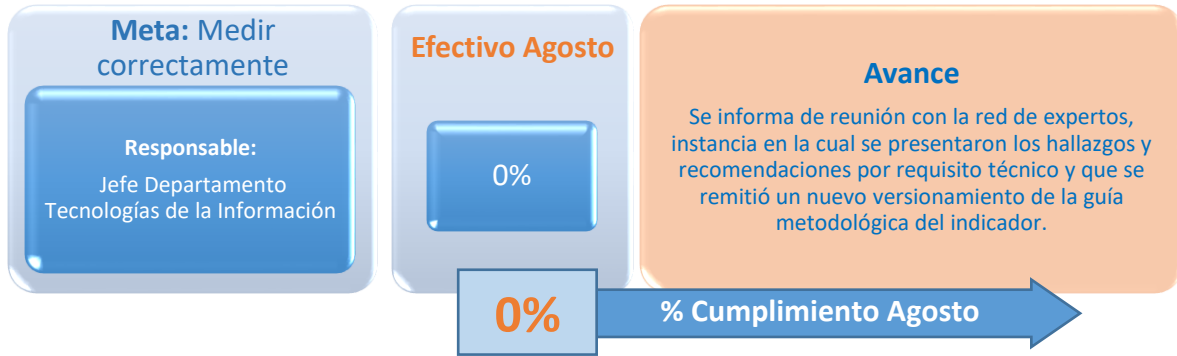 Meta: Medir
correctamente
Responsable:
Jefe Departamento
Tecnologías de la Información
Efectivo Agosto
0%
Avance
Se informa de reunión con la red de expertos,
instancia en la cual se presentaron los hallazgos y
recomendaciones por requisito técnico y que se
remitió un nuevo versionamiento de la guía
metodológica del indicador.
0%
% Cumplimiento Agosto